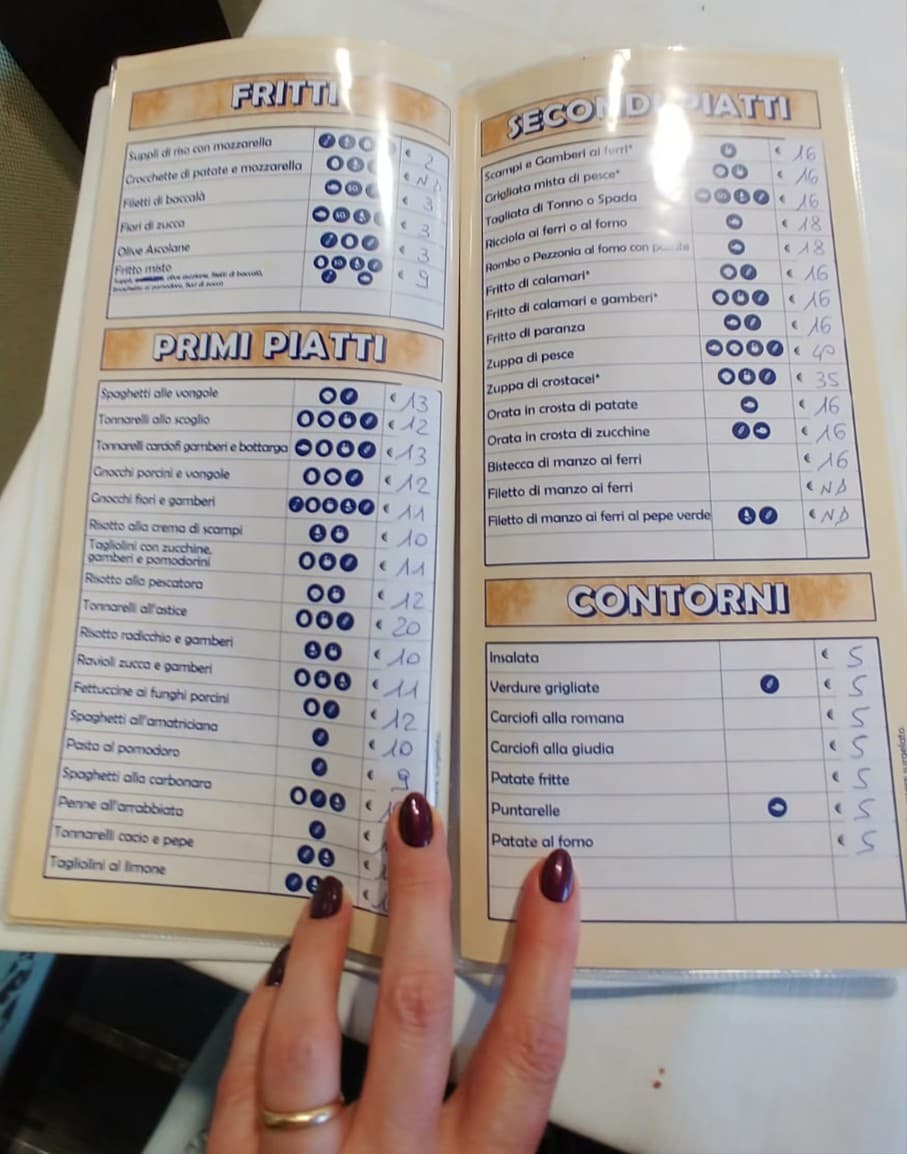 FRITTI
Supplì di riso con mozzarella € 2
Crocchette di patate e mozzarella € ND
Filetti di baccalà € 3
Fiori di zucca € 3
Olive Ascolane € 3
Fritto misto € 9
PRIMI PIATTI
Spaghetti alle vongole € 13
Tonnarelli allo scoglio € 12
Tonnarelli carciofi gamberi e bottarga € 13
Gnocchi porcini e vongole € 12
Gnocchi fiori e gamberi € 11
Risotto alla crema di scampi € 10
Tagliolini con zucchine,
gamberi e pomodorini € 11
Risotto alla pescatora € 12
Tonnarelli all'astice € 20
Risotto radicchio e gamberi € 10
Ravioli zucca e gamberi € 11
Fettuccine ai funghi porcini € 12
Spaghetti all'amatriciana € 10
Pasta al pomodoro € 9
Spaghetti alla carbonara €
Penne all'arrabbiata €
Tonnarelli cacio e pepe €
Tagliolini al limone €
SECONDI PIATTI
Scampi e Gamberi ai ferri* € 16
Grigliata mista di pesce* € 16
Tagliata di Tonno o Spada € 16
Ricciola ai ferri o al forno € 18
Rombo o Pezzonia al forno con patate € 18
Fritto di calamari* € 16
Fritto di calamari e gamberi* € 16
Fritto di paranza € 16
Zuppa di pesce € 40
Zuppa di crostacei* € 35
Orata in crosta di patate € 16
Orata in crosta di zucchine € 16
Bistecca di manzo ai ferri € 16
Filetto di manzo ai ferri € ND
Filetto di manzo ai ferri al pepe verde € ND
CONTORNI
Insalata € 5
Verdure grigliate € 5
Carciofi alla romana € 5
Carciofi alla giudia € 5
Patate fritte € 5
Puntarelle € 5
Patate al forno € 5
surgelato